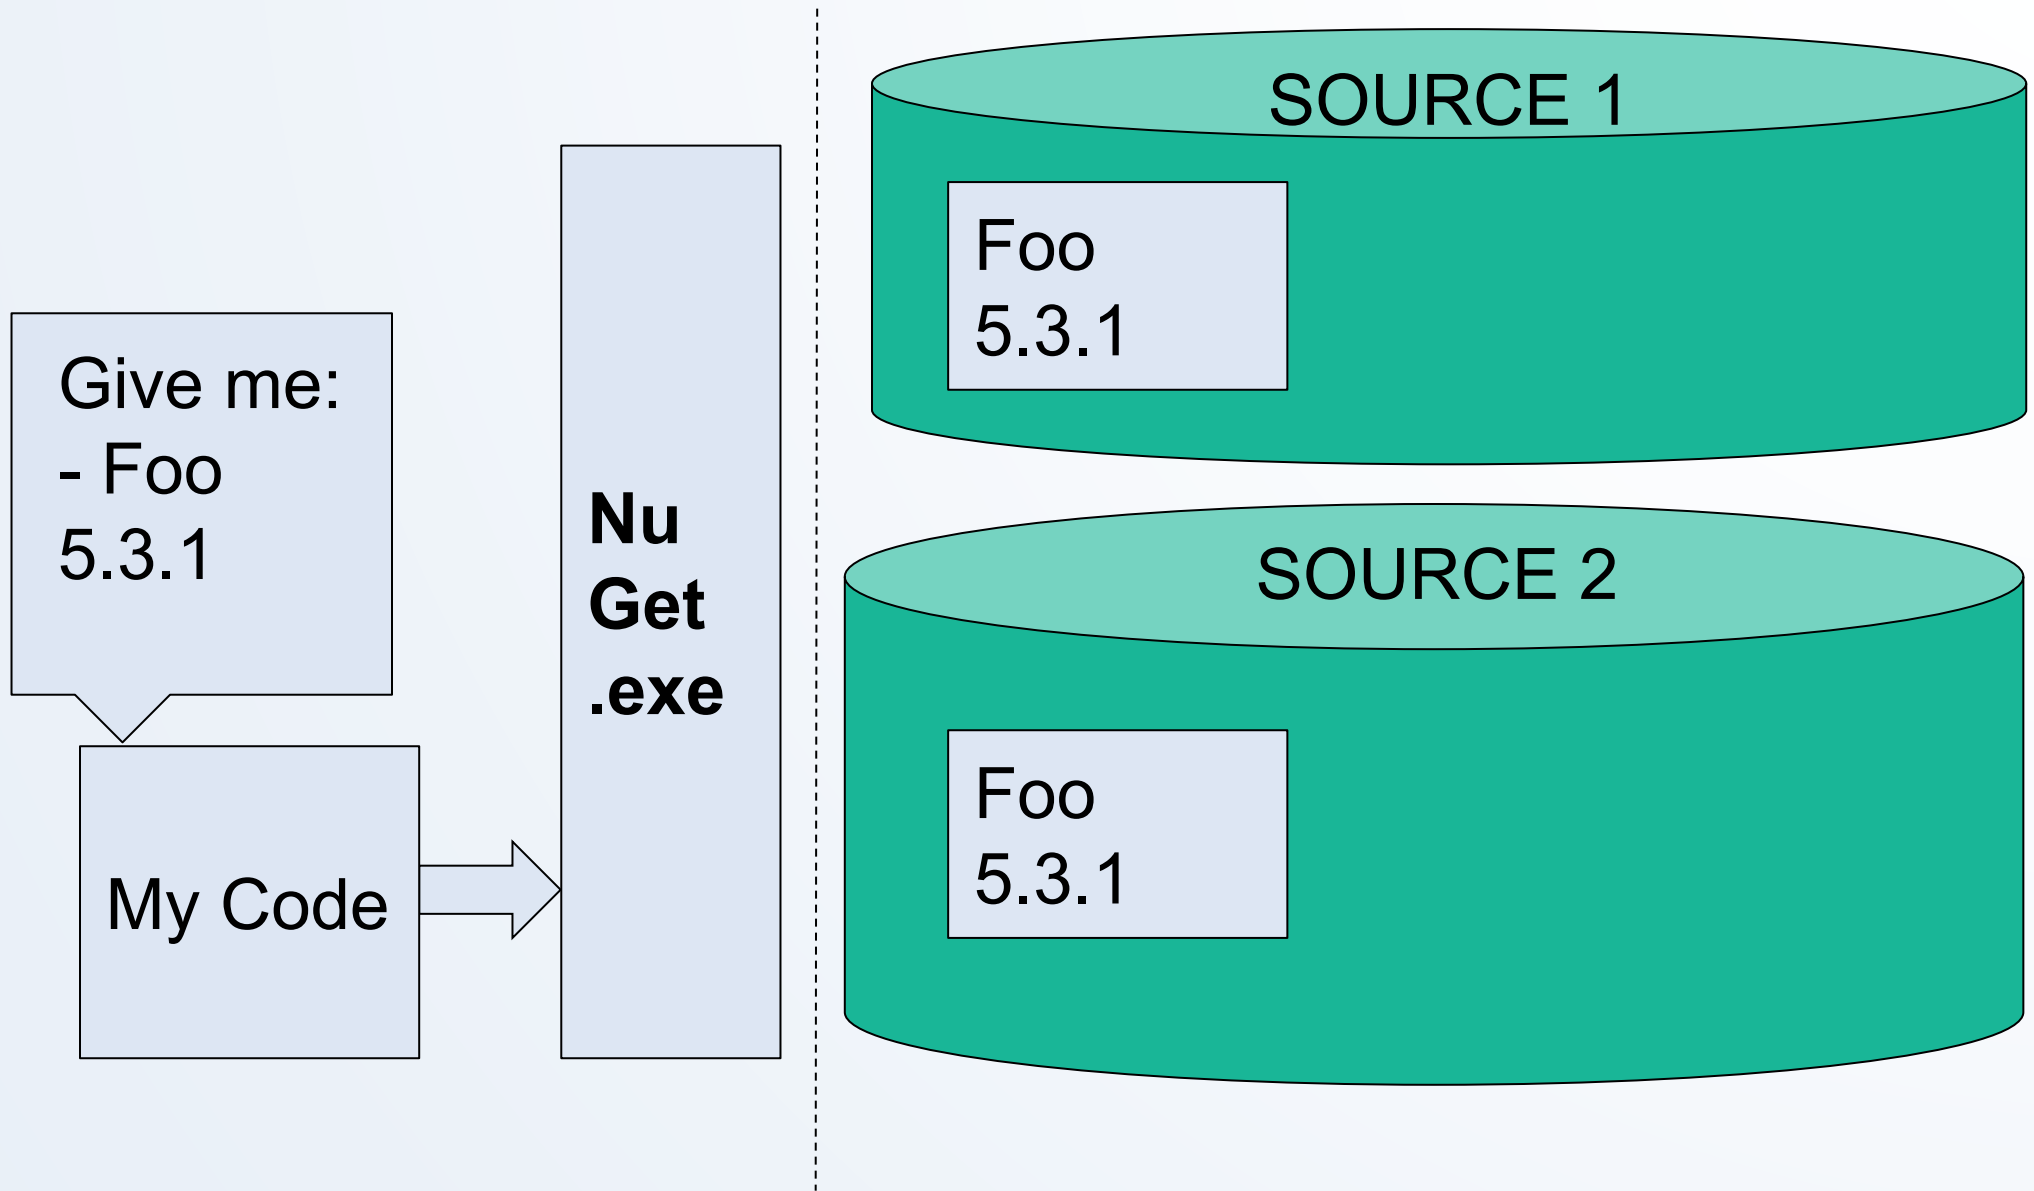 Give me:
- Foo
5.3.1
My Code
Nu
Get
.exe
SOURCE 1
Foo
5.3.1
SOURCE 2
Foo
5.3.1